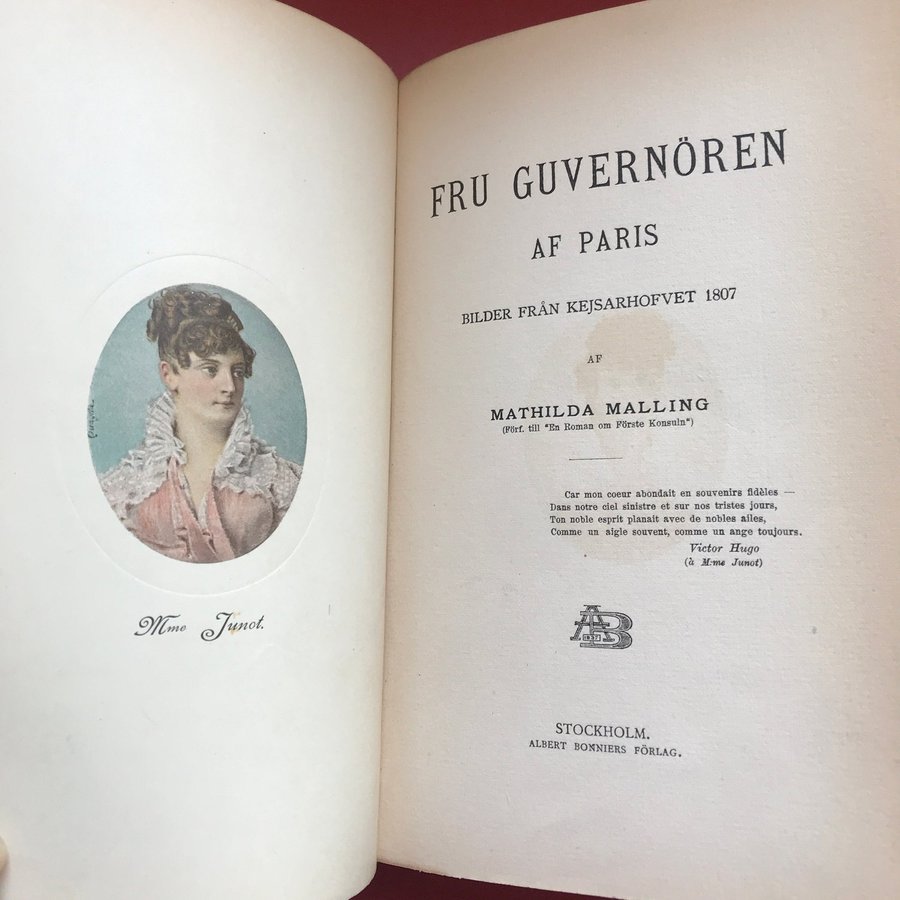 Mme Junot.
FRU GUVERNÖREN
AF PARIS
BILDER FRÅN KEJSARHOFVET 1807
AF
MATHILDA MALLING
(Förf. till "En Roman om Förste Konsuln")
Car mon coeur abondait en souvenirs fidèles —
Dans notre ciel sinistre et sur nos tristes jours,
Ton noble esprit planait avec de nobles ailes,
Comme un aigle souvent, comme un ange toujours.
Victor Hugo
(à M:me Junot)
AB
1837
STOCKHOLM.
ALBERT BONNIERS FÖRLAG.